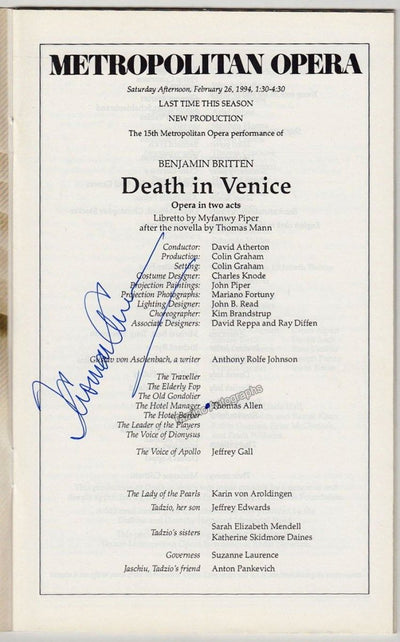 METROPOLITAN OPERA
Saturday Afternoon, February 26, 1994, 1:30-4:30
LAST TIME THIS SEASON
NEW PRODUCTION
The 15th Metropolitan Opera performance of
BENJAMIN BRITTEN
Death in Venice
Opera in two acts
Libretto by Myfanwy Piper
after the novella by Thomas Mann
Conductor: David Atherton
Production: Colin Graham
Setting: Colin Graham
Costume Designer: Charles Knode
Projection Paintings: John Piper
Projection Photographs: Mariano Fortuny
Lighting Designer: John B. Read
Choreographer: Kim Brandstrup
Associate Designers: David Reppa and Ray Diffen
Thomas Allen
Gustav von Aschenbach, a writer Anthony Rolfe Johnson
The Traveller
The Elderly Fop
The Old Gondolier
The Hotel Manager Thomas Allen
The Hotel Barber
The Leader of the Players
The Voice of Dionysus
The Voice of Apollo Jeffrey Gall
The Lady of the Pearls Karin von Aroldingen
Tadzio, her son Jeffrey Edwards
Tadzio's sisters Sarah Elizabeth Mendell
Katherine Skidmore Daines
Governess Suzanne Laurence
Jaschiu, Tadzio's friend Anton Pankevich